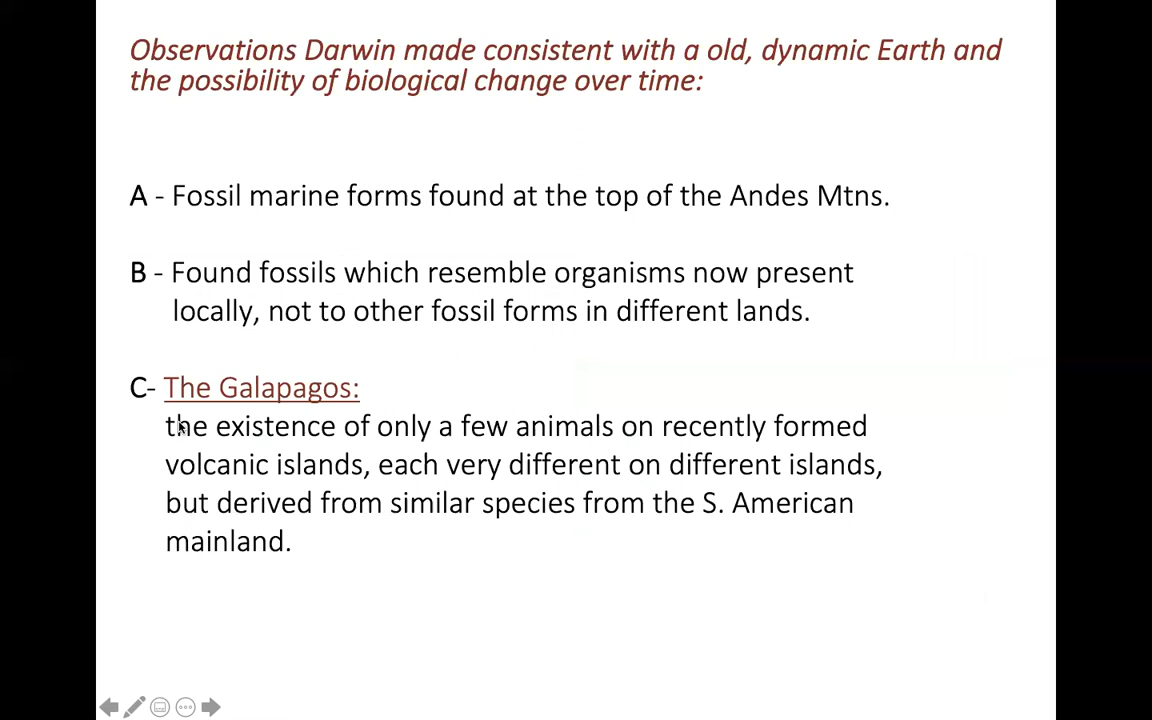 Observations Darwin made consistent with a old, dynamic Earth and
the possibility of biological change over time:
A - Fossil marine forms found at the top of the Andes Mtns.
B - Found fossils which resemble organisms now present
locally, not to other fossil forms in different lands.
C- The Galapagos:
the existence of only a few animals on recently formed
volcanic islands, each very different on different islands,
but derived from similar species from the S. American
mainland.